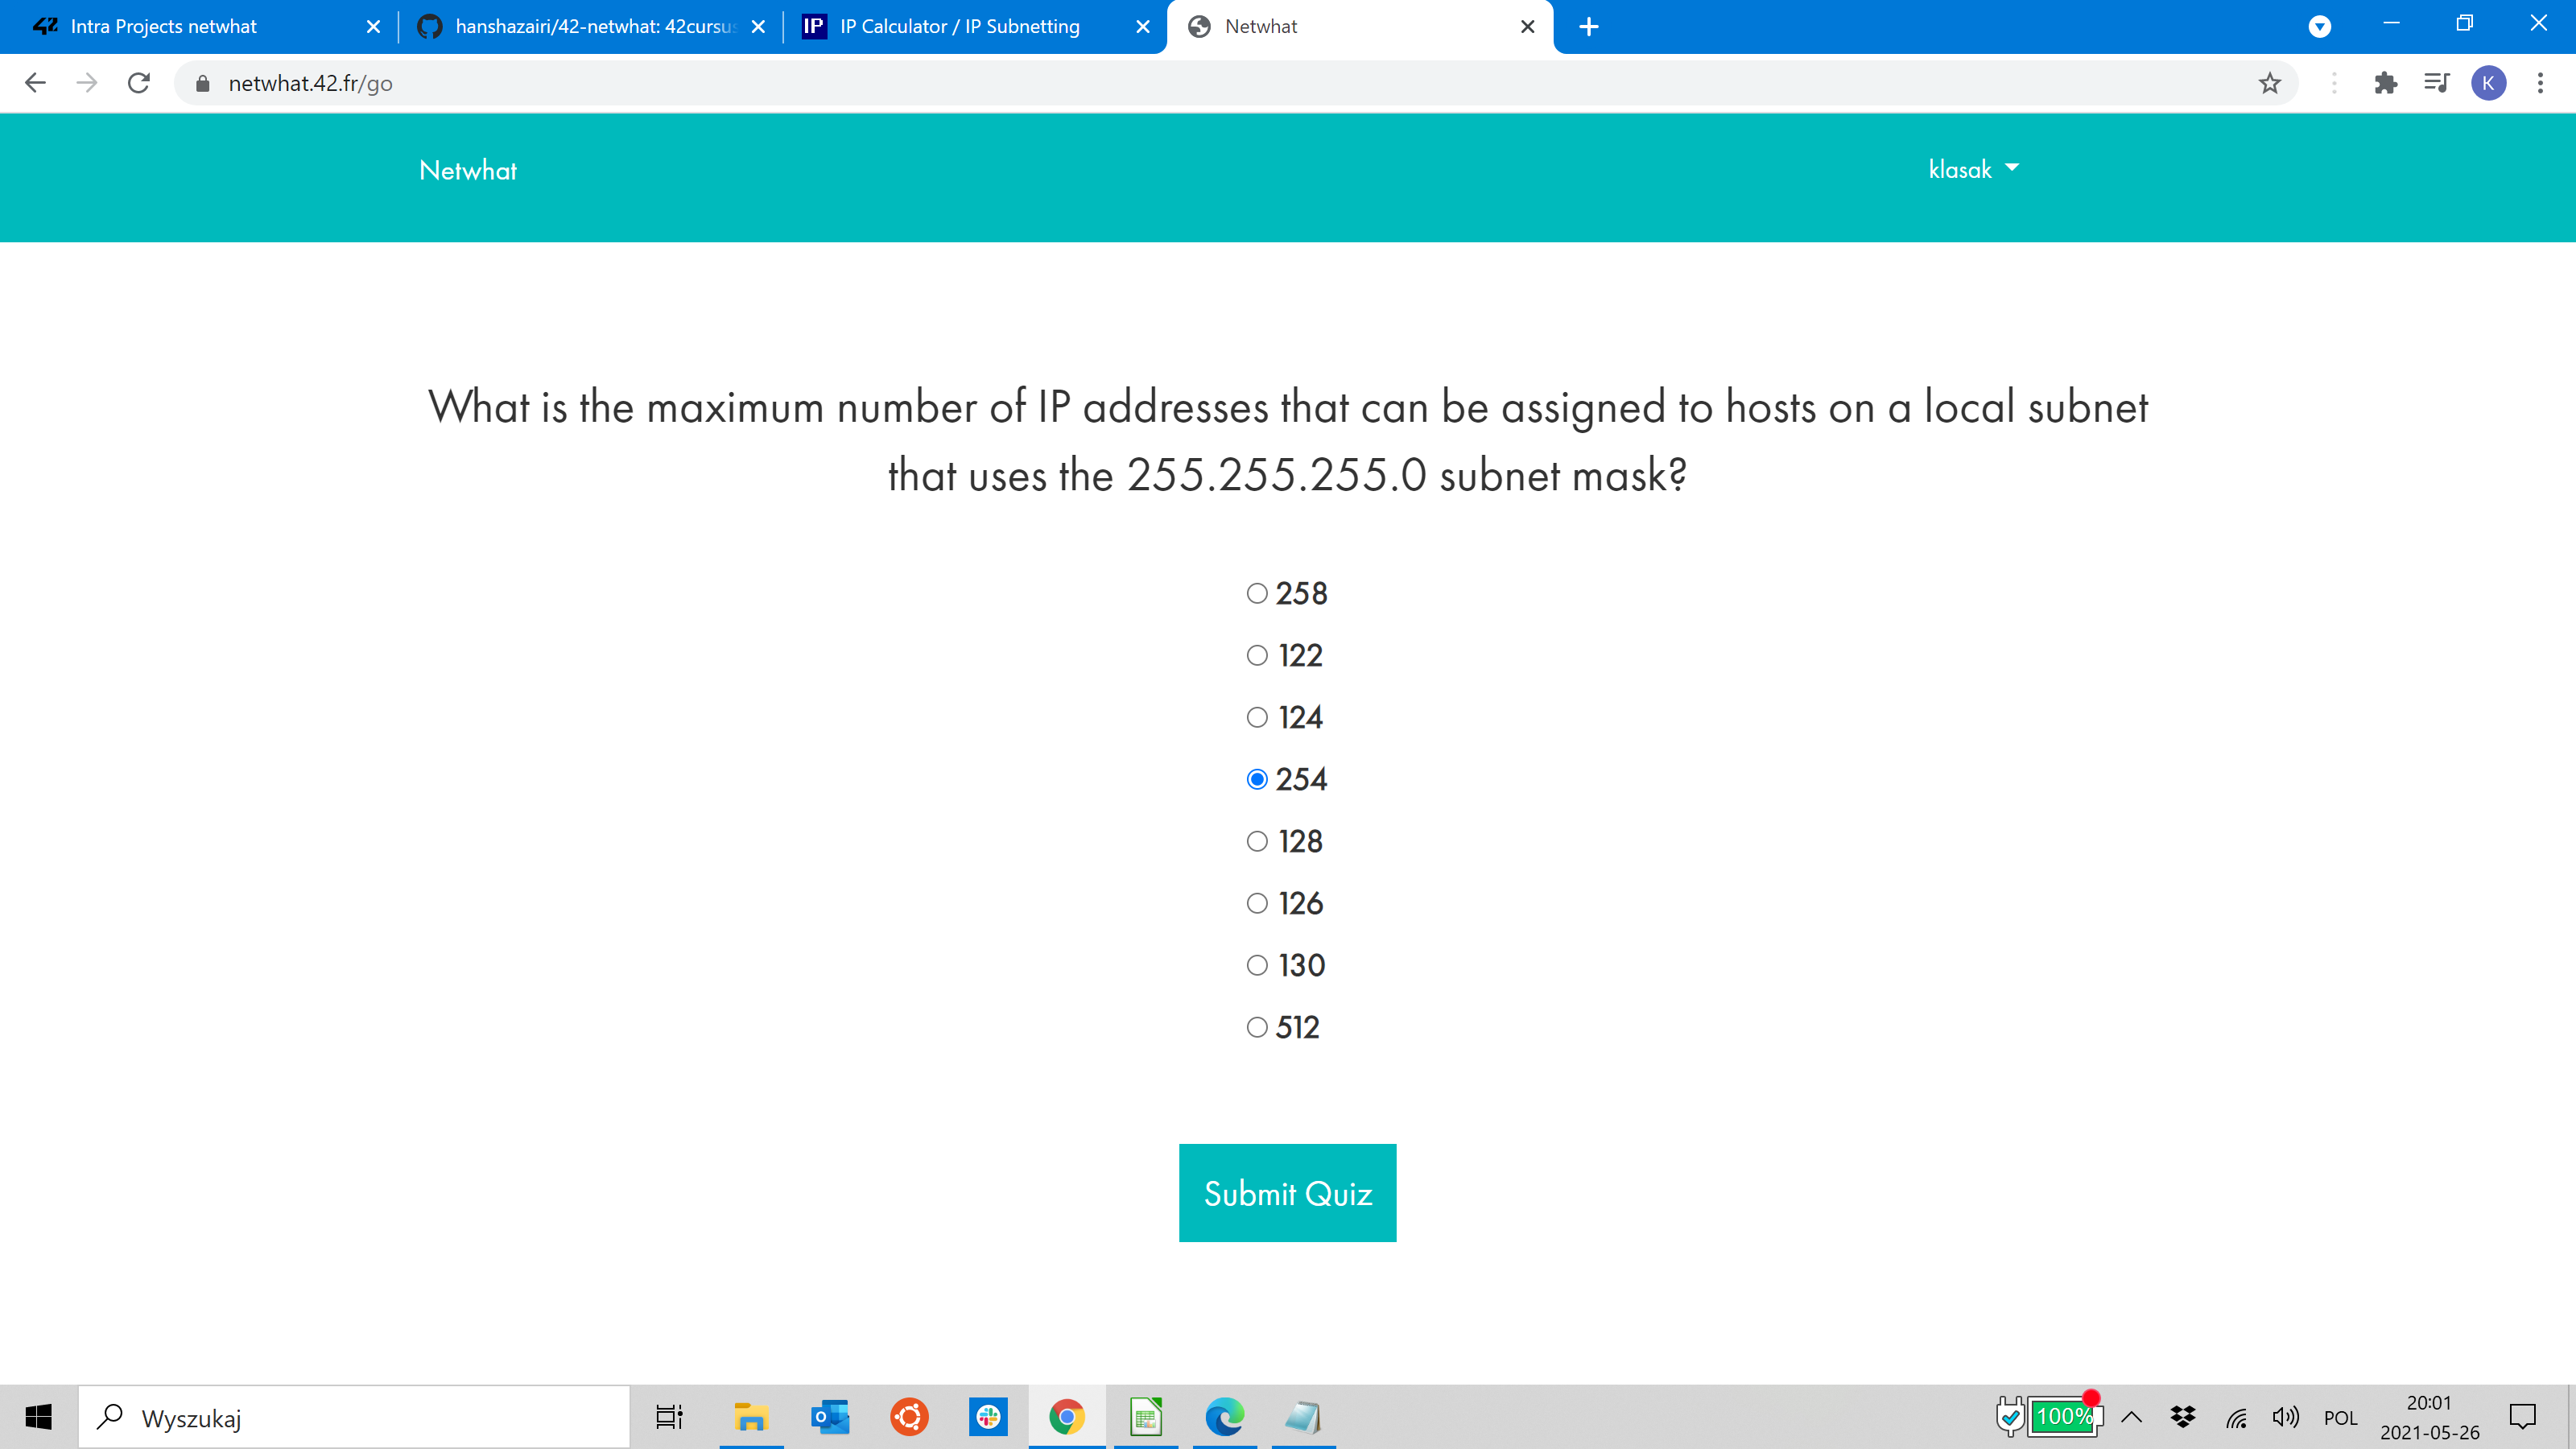 42 Intra Projects netwhat
hanshazairi/42-netwhat: 42cursus
IP IP Calculator / IP Subnetting
Netwhat
netwhat.42.fr/go
K
Netwhat
klasak
What is the maximum number of IP addresses that can be assigned to hosts on a local subnet
that uses the 255.255.255.0 subnet mask?
258
122
124
254
128
126
130
512
Submit Quiz
Wyszukaj
100%
POL
20:01
2021-05-26